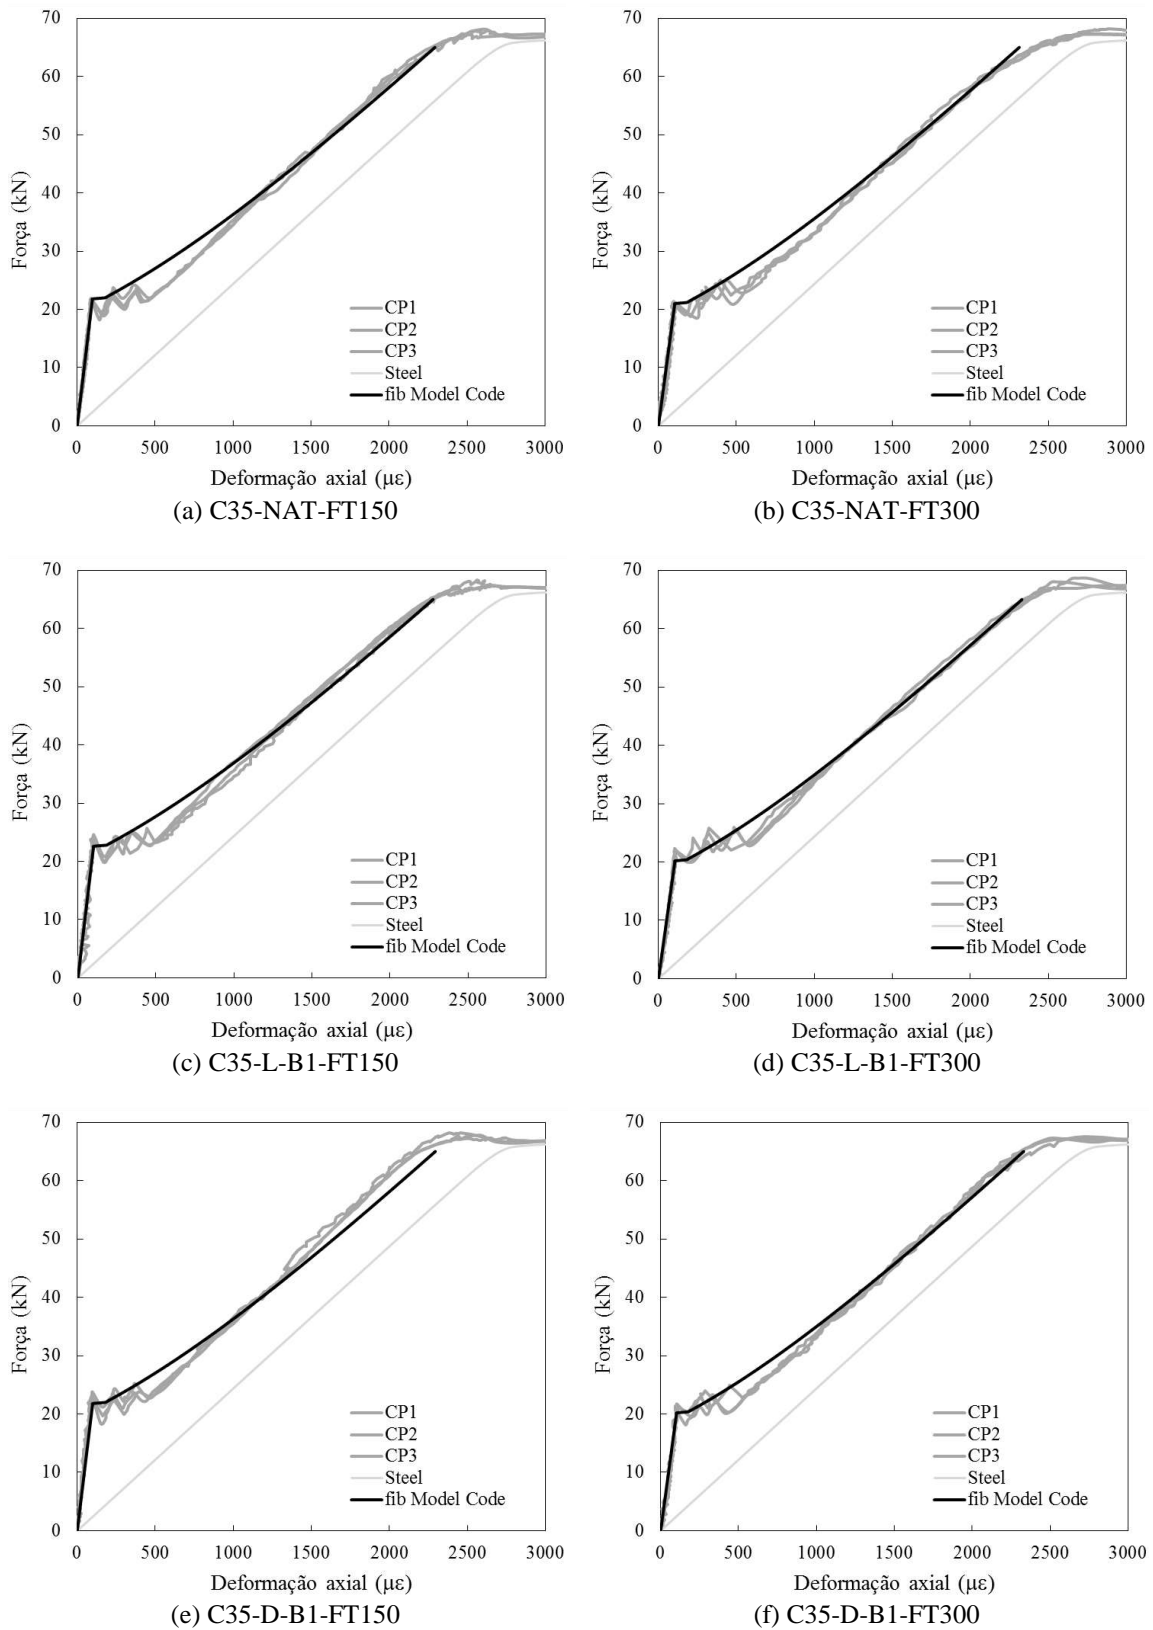 70
60
50
40
30
20
10
0
Força (kN)
CP1
CP2
CP3
Steel
fib Model Code
0 500 1000 1500 2000 2500 3000
Deformação axial (με)
(a) C35-NAT-FT150
70
60
50
40
30
20
10
0
Força (kN)
CP1
CP2
CP3
Steel
fib Model Code
0 500 1000 1500 2000 2500 3000
Deformação axial (με)
(b) C35-NAT-FT300
70
60
50
40
30
20
10
0
Força (kN)
CP1
CP2
CP3
Steel
fib Model Code
0 500 1000 1500 2000 2500 3000
Deformação axial (με)
(c) C35-L-B1-FT150
70
60
50
40
30
20
10
0
Força (kN)
CP1
CP2
CP3
Steel
fib Model Code
0 500 1000 1500 2000 2500 3000
Deformação axial (με)
(d) C35-L-B1-FT300
70
60
50
40
30
20
10
0
Força (kN)
CP1
CP2
CP3
Steel
fib Model Code
0 500 1000 1500 2000 2500 3000
Deformação axial (με)
(e) C35-D-B1-FT150
70
60
50
40
30
20
10
0
Força (kN)
CP1
CP2
CP3
Steel
fib Model Code
0 500 1000 1500 2000 2500 3000
Deformação axial (με)
(f) C35-D-B1-FT300